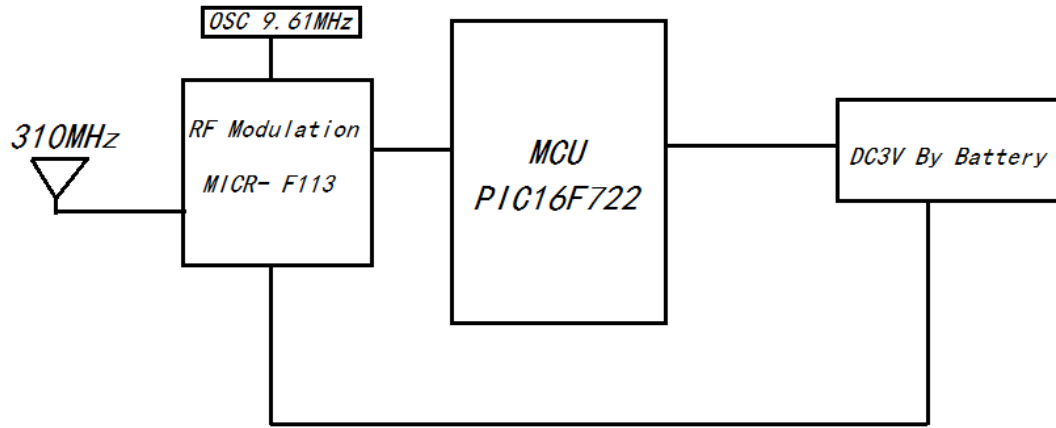 OSC 9.61MHz
310MHz
RF Modulation
MICR- F113
MCU
PIC16F722
DC3V By Battery